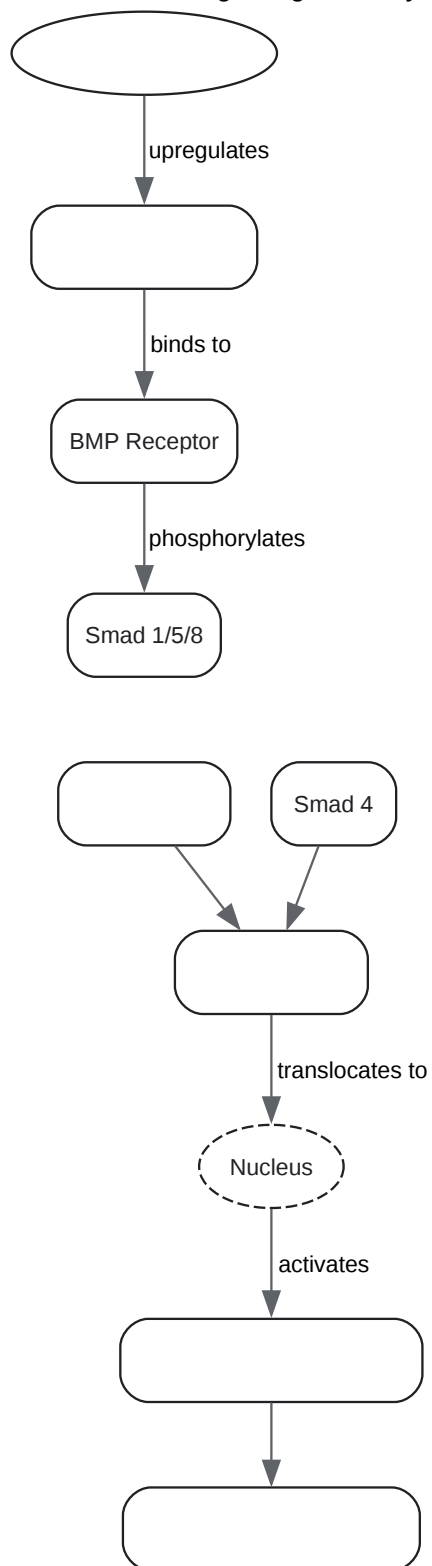 upregulates
binds to
BMP Receptor
phosphorylates
Smad 1/5/8
Smad 4
translocates to
Nucleus
activates